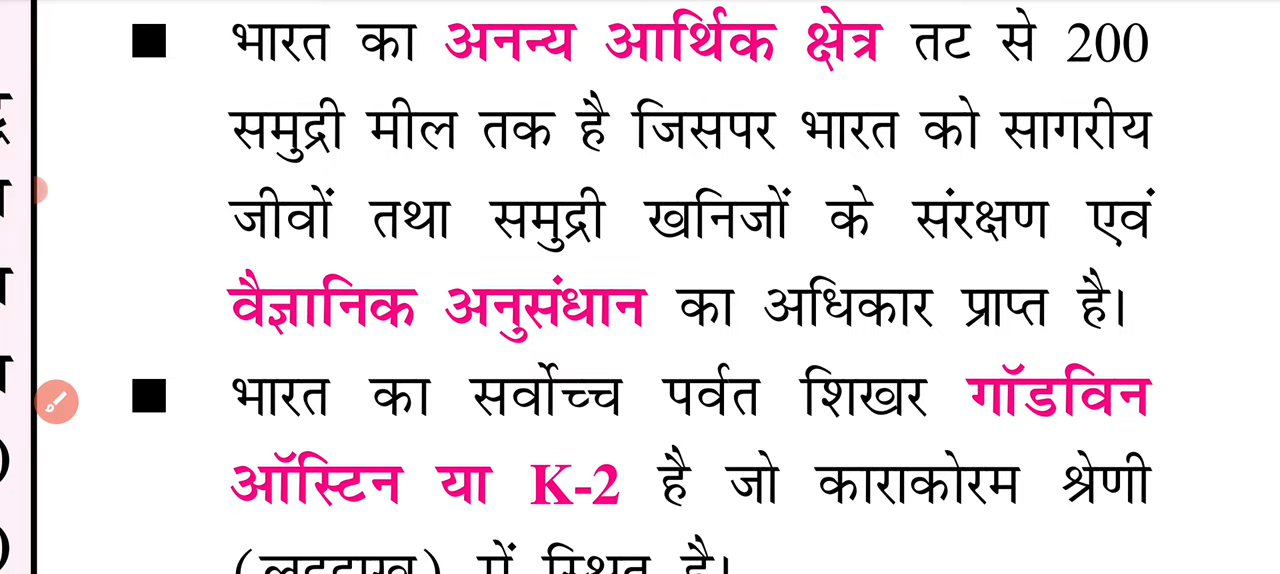 ■ भारत का अनन्य आर्थिक क्षेत्र तट से 200
समुद्री मील तक है जिसपर भारत को सागरीय
जीवों तथा समुद्री खनिजों के संरक्षण एवं
वैज्ञानिक अनुसंधान का अधिकार प्राप्त है।
■ भारत का सर्वोच्च पर्वत शिखर गॉडविन
ऑस्टिन या K-2 है जो काराकोरम श्रेणी
(लद्दाख) में स्थित है।